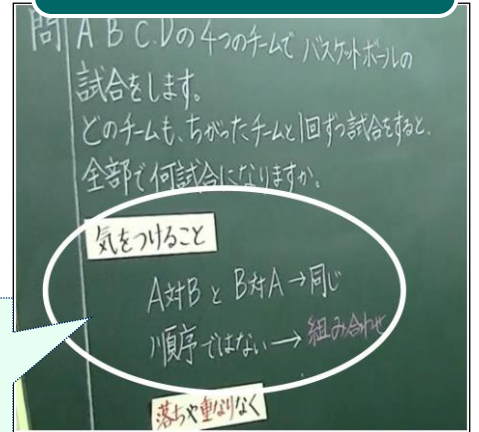 問 A B C.Dの4つのチームでバスケットボールの
試合をします。
どのチームも、ちがったチームと1回ずつ試合をすると、
全部で何試合になりますか。
気をつけること
A対BとB対A→同じ
順序ではない→組み合わせ
落ちや重なりなく